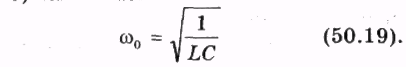 ω₀ = √(1/LC) (50.19).